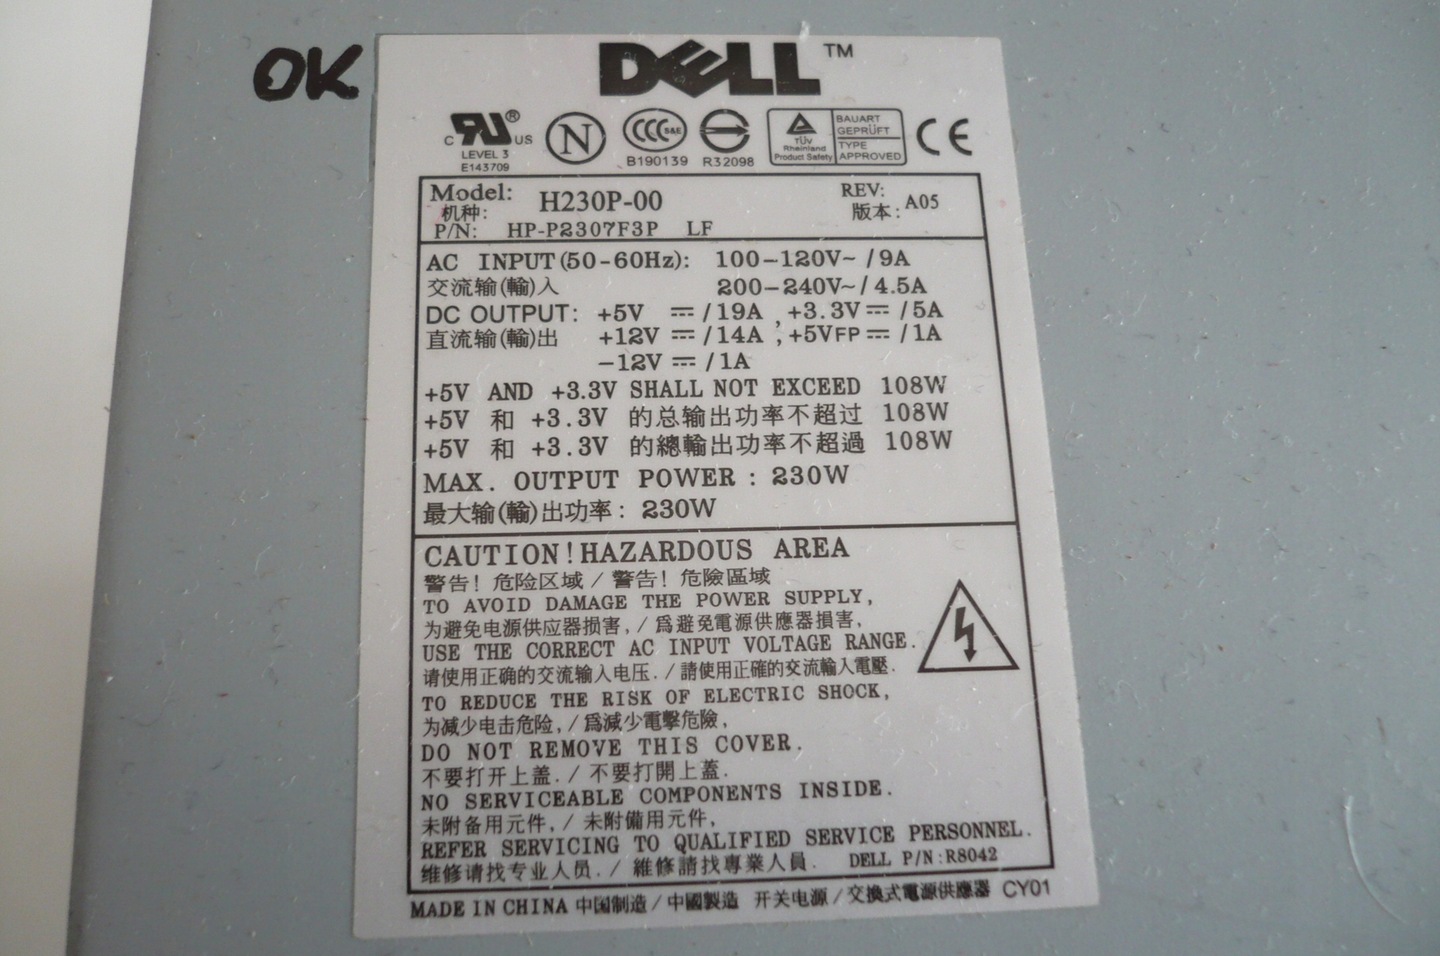 OK
DELL™
C RU® US
LEVEL 3
E143709
N
CCC S&E
B190139
R32098
TÜV
Rheinland
Product Safety
BAUART
GEPRÜFT
TYPE
APPROVED
CE
Model: H230P-00
机种:
REV:
版本: A05
P/N: HP-P2307F3P LF
AC INPUT(50-60Hz): 100-120V~ /9A
交流输(輸)入 200-240V~/4.5A
DC OUTPUT: +5V ⎓/19A ,+3.3V⎓/5A
直流输(輸)出 +12V⎓/14A ,+5VFP⎓/1A
-12V⎓/1A
+5V AND +3.3V SHALL NOT EXCEED 108W
+5V 和 +3.3V 的总输出功率不超过 108W
+5V 和 +3.3V 的總輸出功率不超過 108W
MAX. OUTPUT POWER : 230W
最大输(輸)出功率: 230W
CAUTION!HAZARDOUS AREA
警告! 危险区域 / 警告! 危險區域
TO AVOID DAMAGE THE POWER SUPPLY,
为避免电源供应器损害, / 爲避免電源供應器損害,
USE THE CORRECT AC INPUT VOLTAGE RANGE.
请使用正确的交流输入电压. / 請使用正確的交流輸入電壓.
TO REDUCE THE RISK OF ELECTRIC SHOCK,
为减少电击危险, / 爲減少電擊危險,
DO NOT REMOVE THIS COVER.
不要打开上盖. / 不要打開上蓋.
NO SERVICEABLE COMPONENTS INSIDE.
未附备用元件, / 未附備用元件,
REFER SERVICING TO QUALIFIED SERVICE PERSONNEL.
维修请找专业人员. / 維修請找專業人員. DELL P/N:R8042
MADE IN CHINA 中国制造 / 中國製造 开关电源 / 交換式電源供應器 CY01